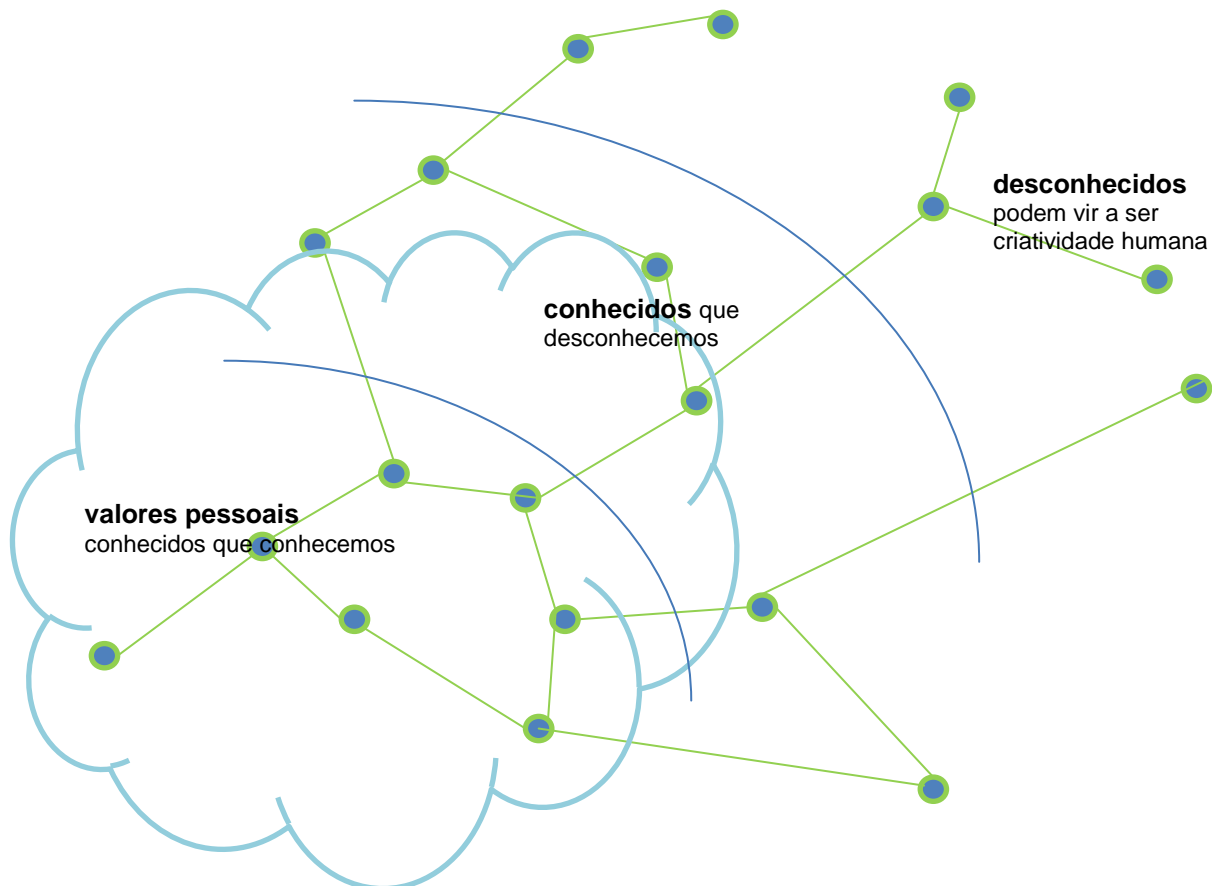 desconhecidos
podem vir a ser
criatividade humana
conhecidos que
desconhecemos
valores pessoais
conhecidos que conhecemos